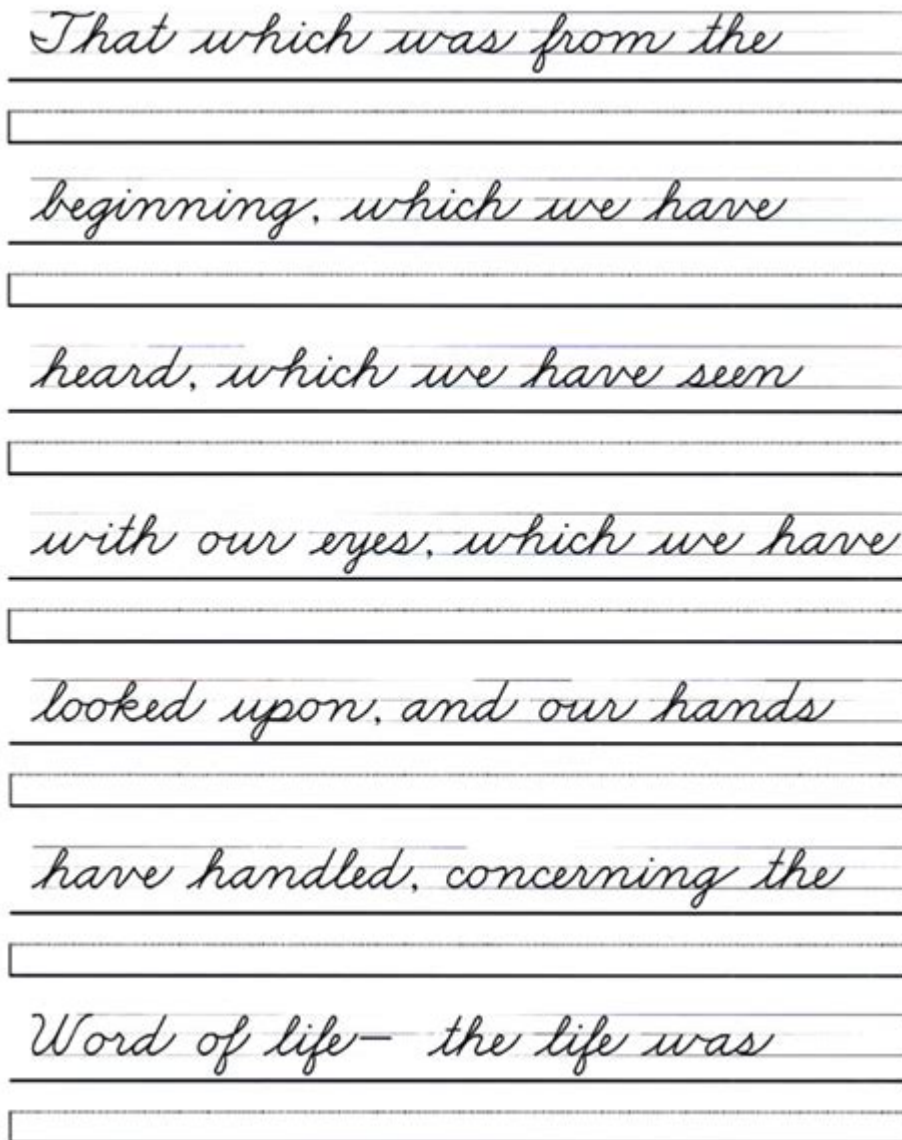 That which was from the
beginning, which we have
heard, which we have seen
with our eyes, which we have
looked upon, and our hands
have handled, concerning the
Word of life— the life was